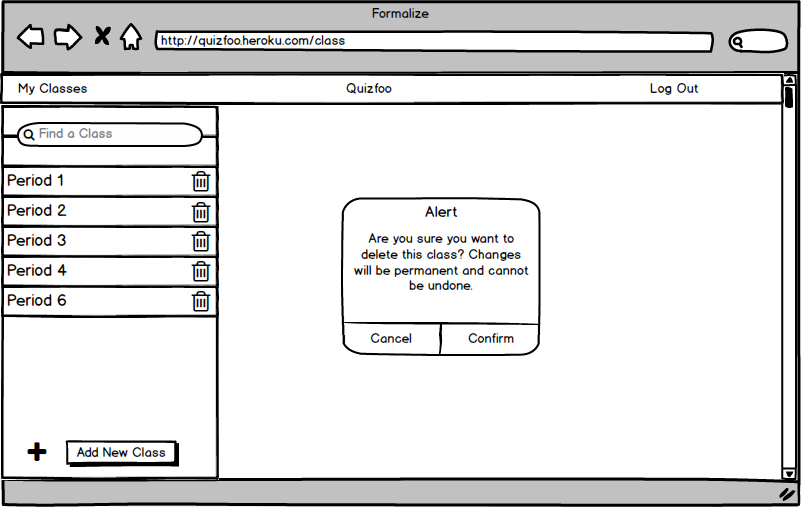 Formalize
http://quizfoo.heroku.com/class
My Classes
Quizfoo
Log Out
Find a Class
Period 1
Period 2
Period 3
Period 4
Period 6
Add New Class
Alert
Are you sure you want to
delete this class? Changes
will be permanent and cannot
be undone.
Cancel
Confirm